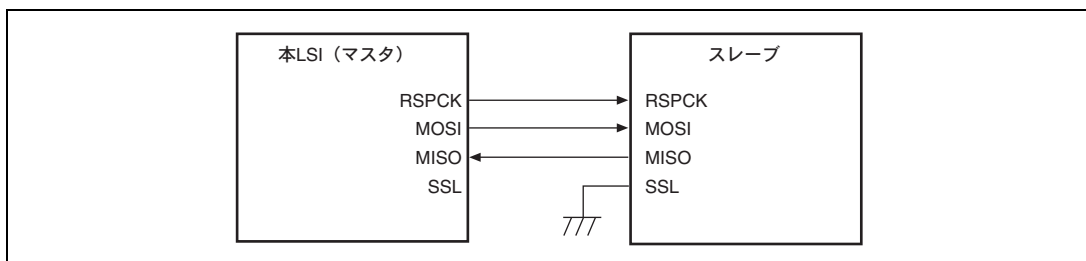 本LSI（マスタ）
RSPCK
MOSI
MISO
SSL
スレーブ
RSPCK
MOSI
MISO
SSL